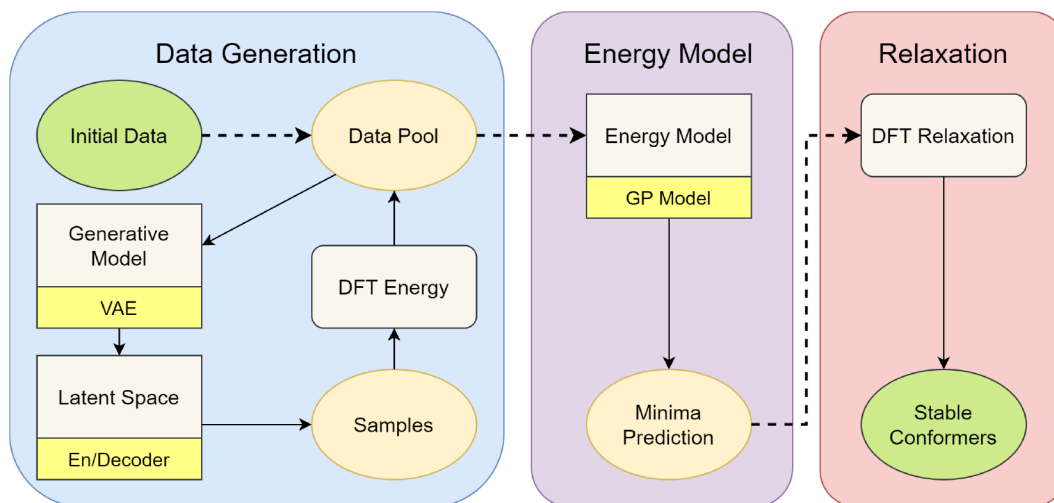 Data Generation
Initial Data
Data Pool
Generative
Model
VAE
DFT Energy
Latent Space
En/Decoder
Samples
Energy Model
Energy Model
GP Model
Minima
Prediction
Relaxation
DFT Relaxation
Stable
Conformers